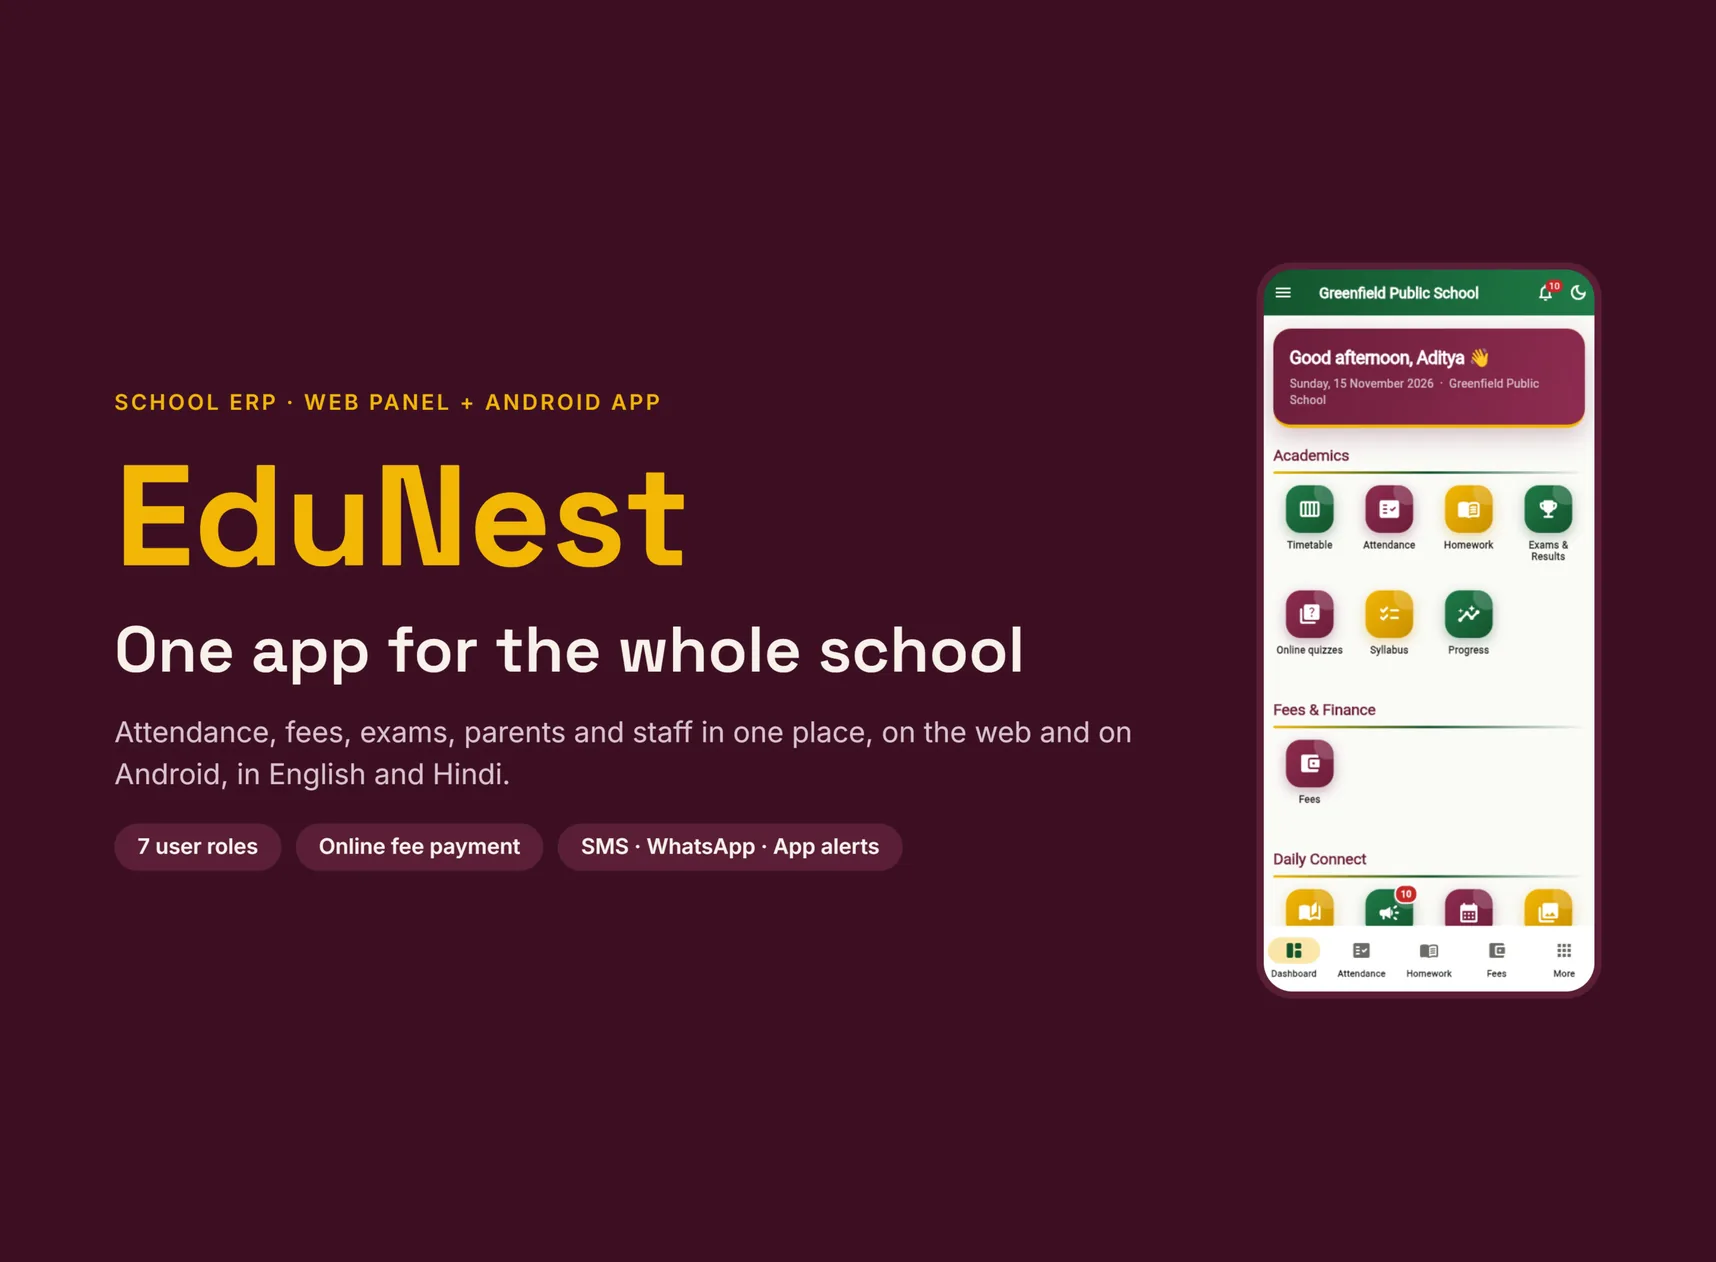 SCHOOL ERP · WEB PANEL + ANDROID APP
EduNest
One app for the whole school
Attendance, fees, exams, parents and staff in one place, on the web and on
Android, in English and Hindi.
7 user roles
Online fee payment
SMS · WhatsApp · App alerts
Greenfield Public School
10
Good afternoon, Aditya 👋
Sunday, 15 November 2026 · Greenfield Public
School
Academics
Timetable
Attendance
Homework
Exams &
Results
Online quizzes
Syllabus
Progress
Fees & Finance
Fees
Daily Connect
10
Dashboard
Attendance
Homework
Fees
More